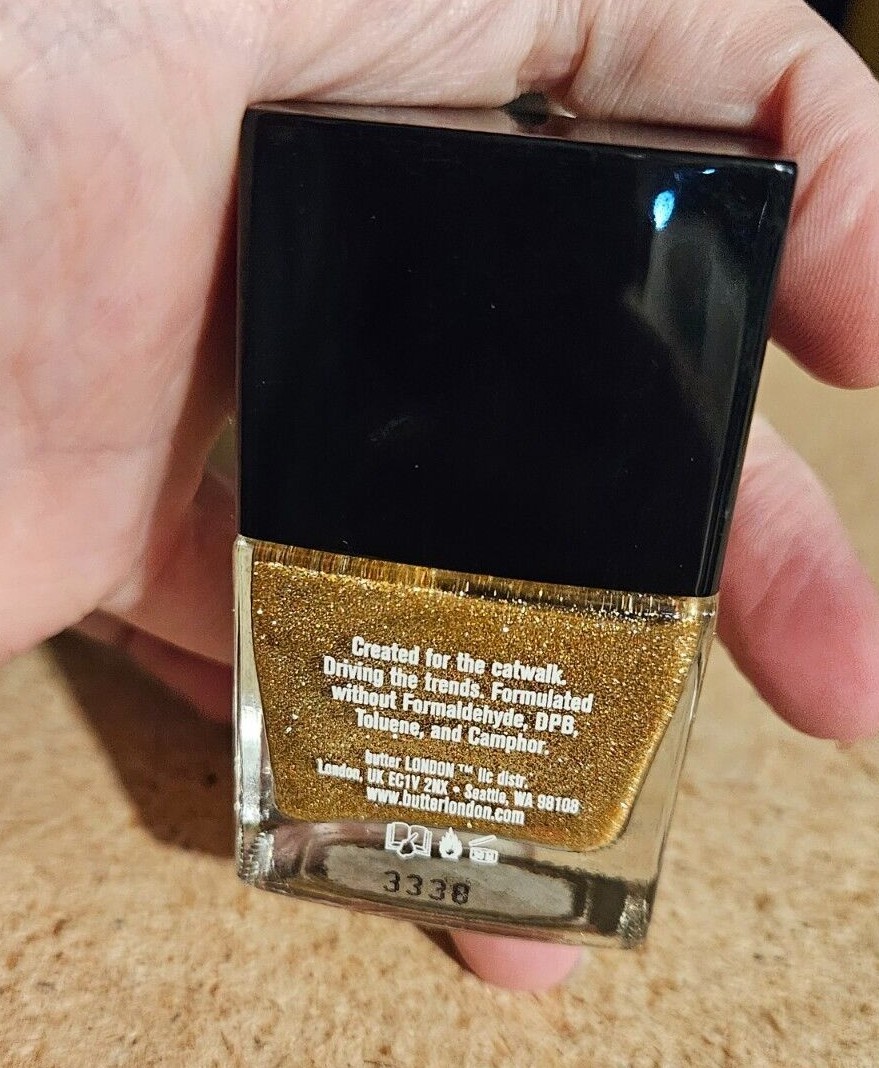 Created for the catwalk.
Driving the trends. Formulated
without Formaldehyde, DPB,
Toluene, and Camphor.
butter LONDON™ llc distr.
London, UK EC1V 2NX • Seattle, WA 98108
www.butterlondon.com
3338